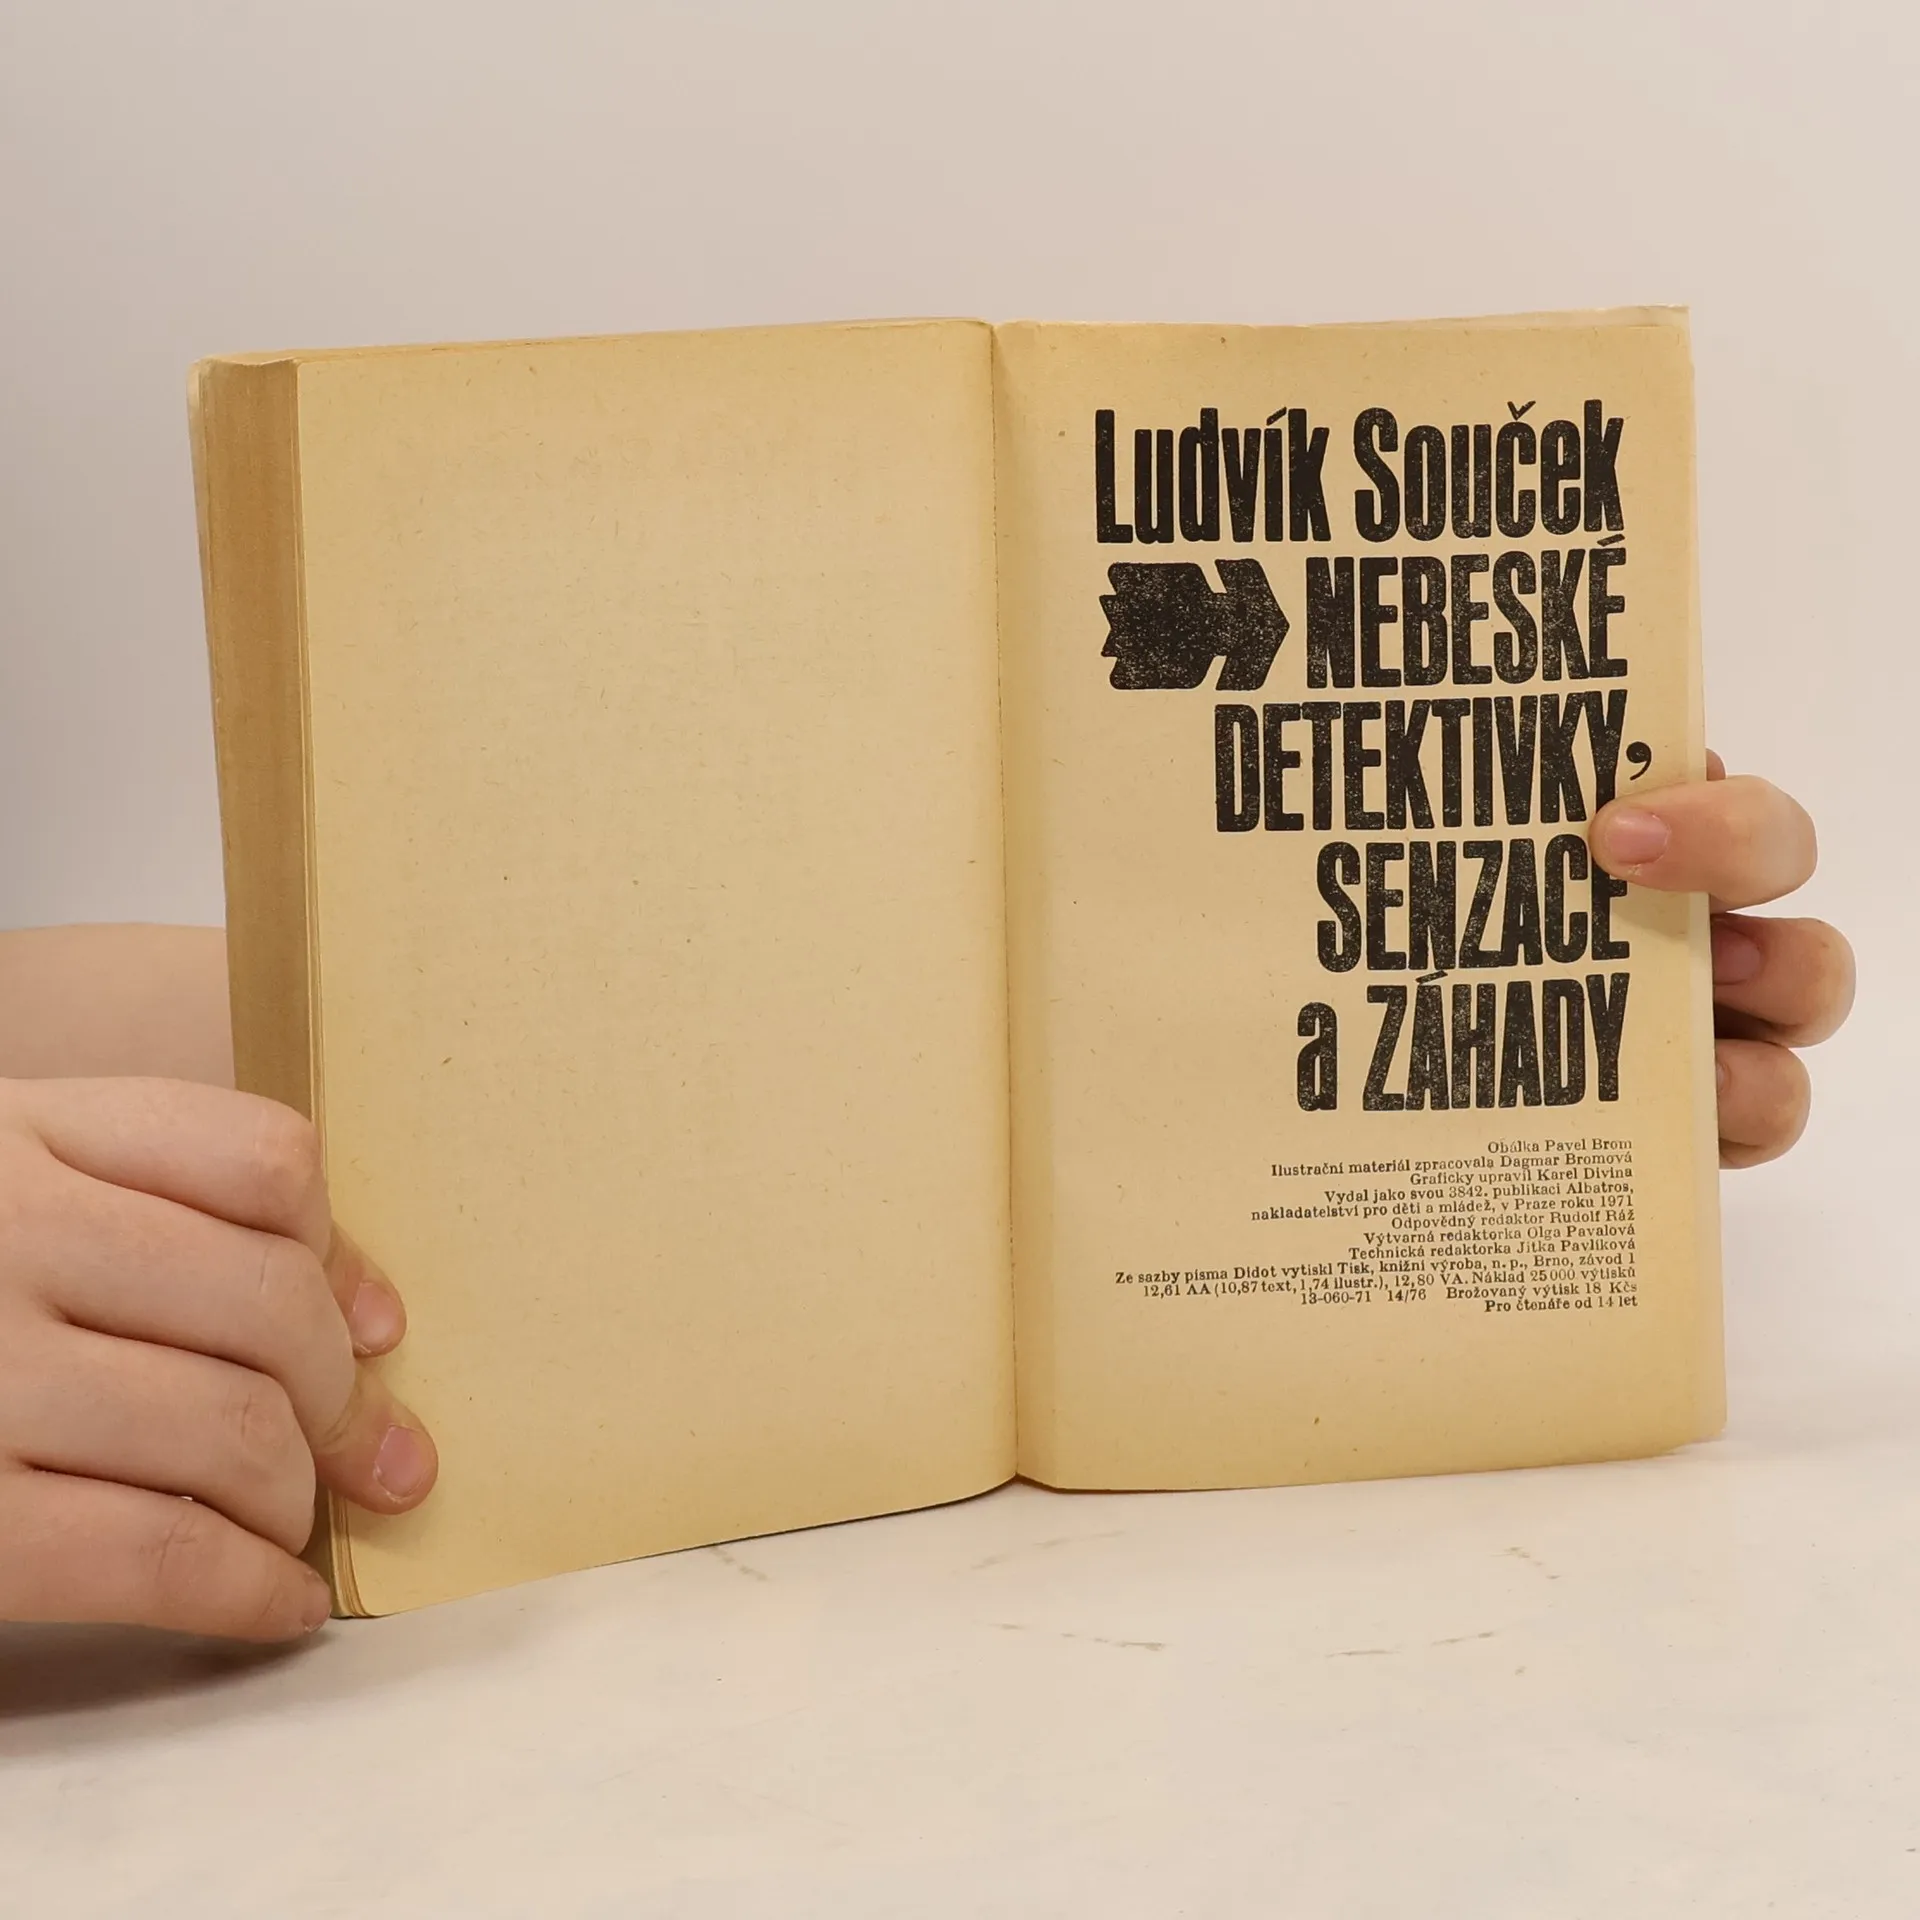 Ludvík Souček
NEBESKÉ
DETEKTIVKY,
SENZACE
a ZÁHADY
Obálka Pavel Brom
Ilustrační materiál zpracovala Dagmar Bromová
Graficky upravil Karel Divina
Vydal jako svou 3842. publikaci Albatros,
nakladatelství pro děti a mládež, v Praze roku 1971
Odpovědný redaktor Rudolf Ráž
Výtvarná redaktorka Olga Pavalová
Technická redaktorka Jitka Pavlíková
Ze sazby písma Didot vytiskl Tisk, knižní výroba, n. p., Brno, závod 1
12,61 AA (10,87 text, 1,74 ilustr.), 12,80 VA. Náklad 25 000 výtisků
13-060-71 14/76 Brožovaný výtisk 18 Kčs
Pro čtenáře od 14 let